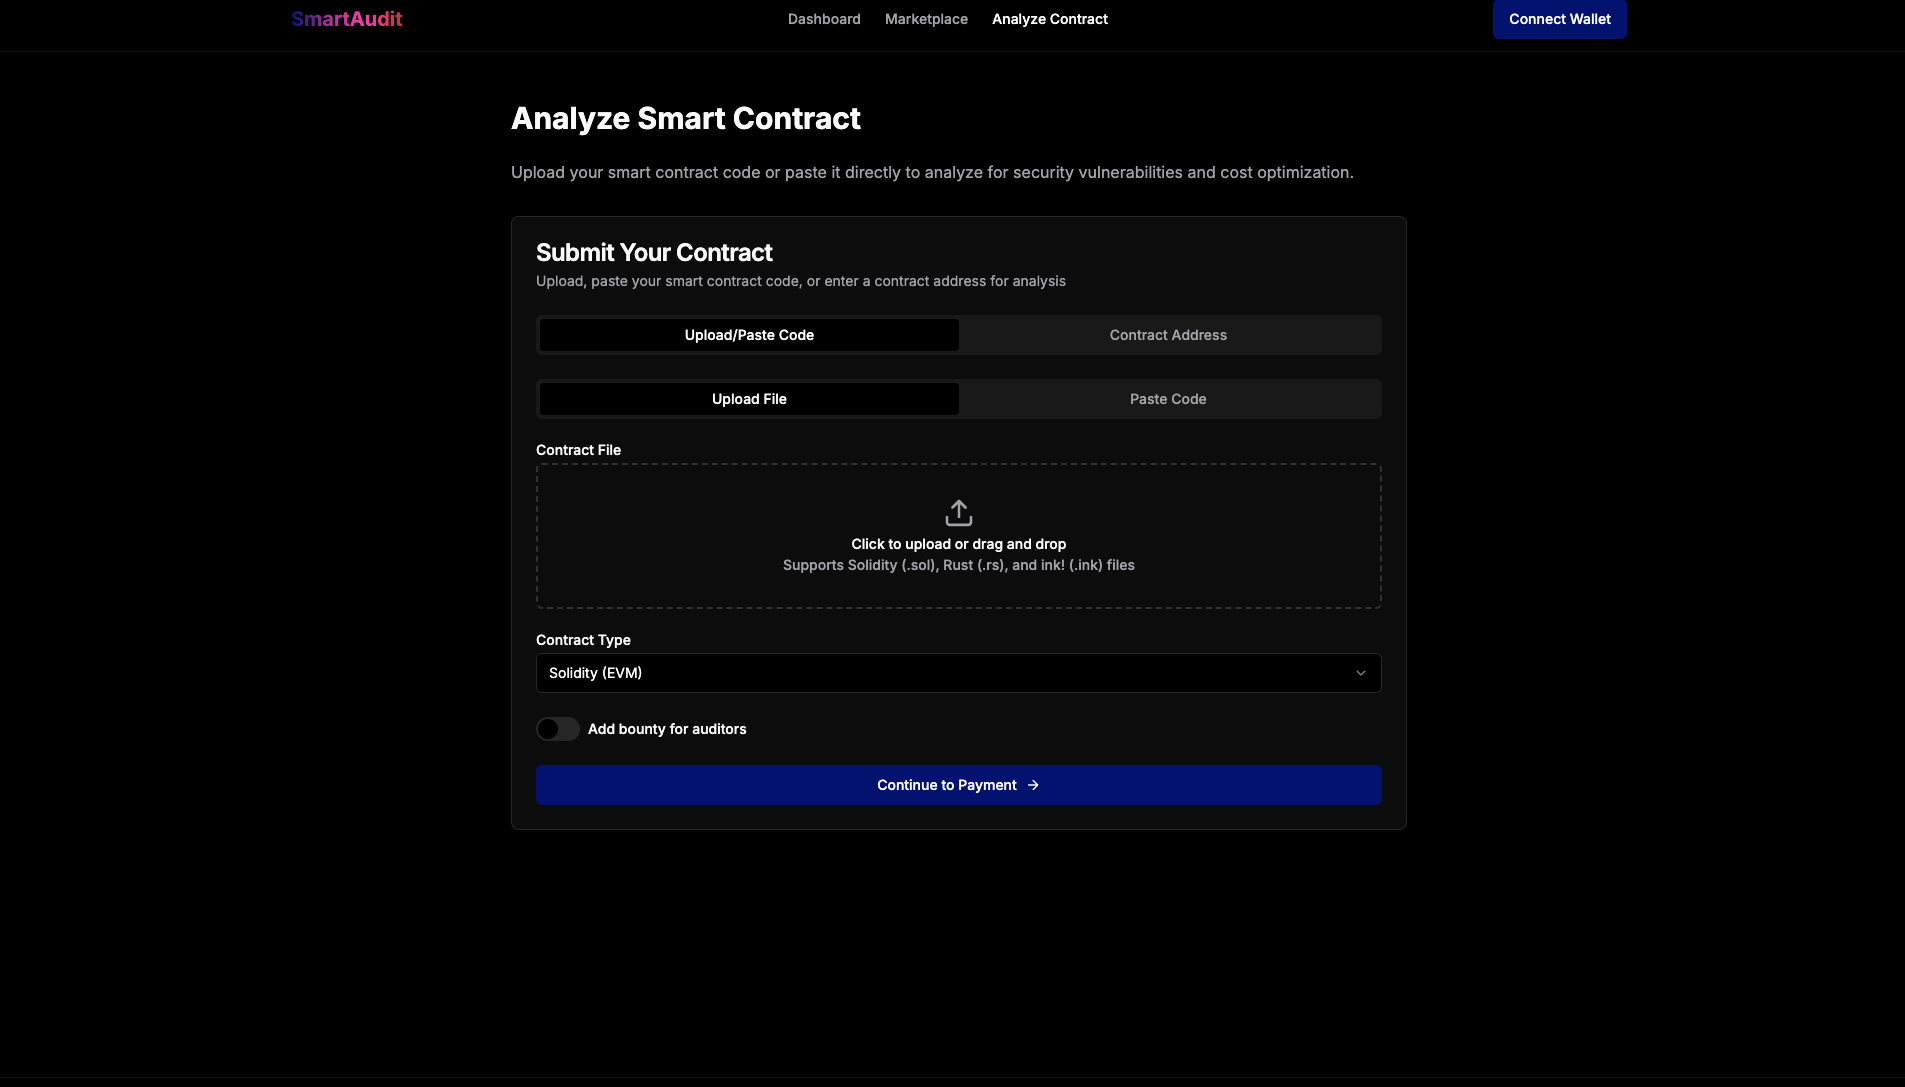 SmartAudit
Dashboard
Marketplace
Analyze Contract
Connect Wallet
Analyze Smart Contract
Upload your smart contract code or paste it directly to analyze for security vulnerabilities and cost optimization.
Submit Your Contract
Upload, paste your smart contract code, or enter a contract address for analysis
Upload/Paste Code
Contract Address
Upload File
Paste Code
Contract File
Click to upload or drag and drop
Supports Solidity (.sol), Rust (.rs), and ink! (.ink) files
Contract Type
Solidity (EVM)
Add bounty for auditors
Continue to Payment